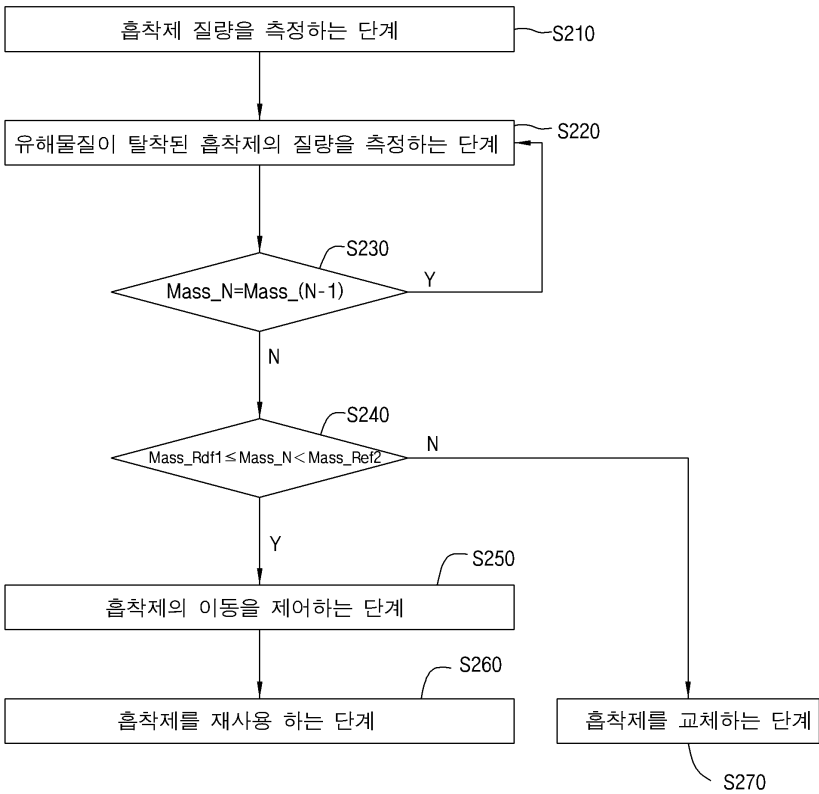 흡착제 질량을 측정하는 단계
S210
유해물질이 탈착된 흡착제의 질량을 측정하는 단계
S220
S230
Mass_N=Mass_(N-1)
Y
N
S240
Mass_Rdf1≤Mass_N<Mass_Ref2
N
Y
S250
흡착제의 이동을 제어하는 단계
S260
흡착제를 재사용 하는 단계
흡착제를 교체하는 단계
S270